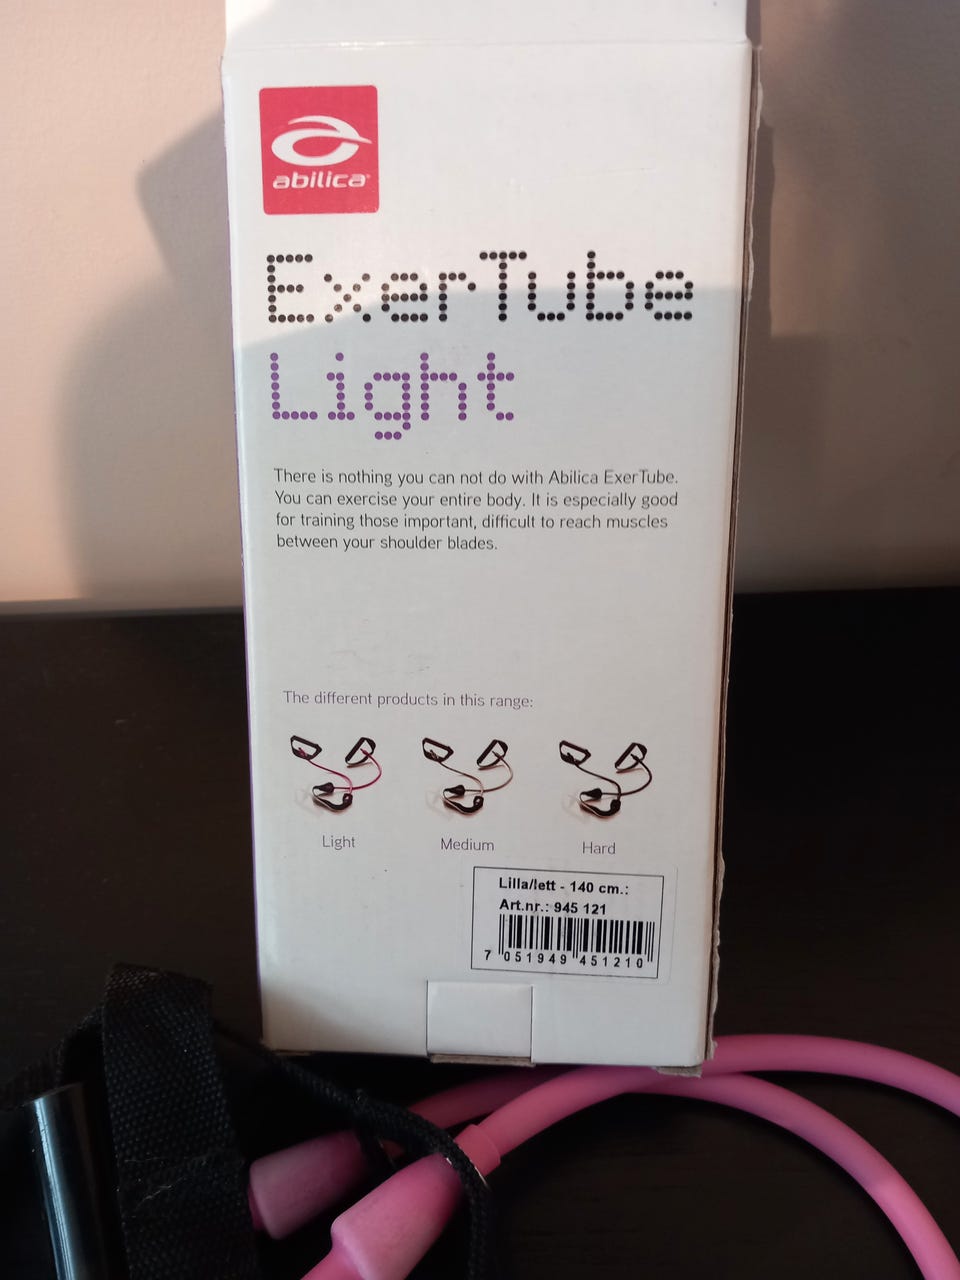 abilica
ExerTube
Light
There is nothing you can not do with Abilica ExerTube.
You can exercise your entire body. It is especially good
for training those important, difficult to reach muscles
between your shoulder blades.
The different products in this range:
Light Medium Hard
Lilla/lett - 140 cm.:
Art.nr.: 945 121
7 051949 451210